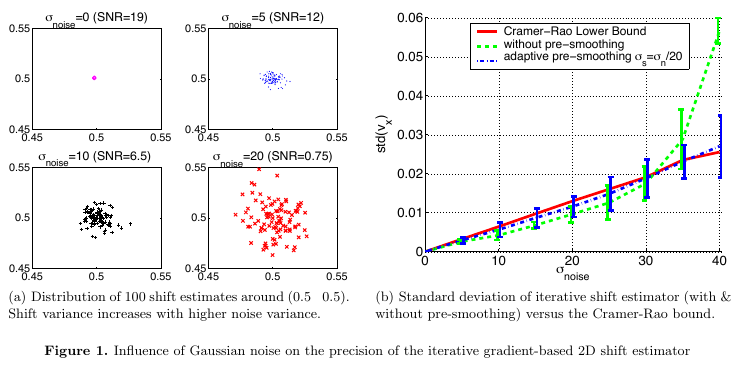 σnoise=0 (SNR=19)
σnoise=5 (SNR=12)
0.55
0.5
0.45
0.45
0.5
0.55
0.55
0.5
0.45
0.45
0.5
0.55
σnoise=10 (SNR=6.5)
σnoise=20 (SNR=0.75)
0.55
0.5
0.45
0.45
0.5
0.55
0.55
0.5
0.45
0.45
0.5
0.55
(a) Distribution of 100 shift estimates around (0.5 0.5).
Shift variance increases with higher noise variance.
0.06
0.05
0.04
0.03
0.02
0.01
0
std(vx)
Cramer−Rao Lower Bound
without pre−smoothing
adaptive pre−smoothing σs=σn/20
0
10
20
30
40
σnoise
(b) Standard deviation of iterative shift estimator (with &
without pre-smoothing) versus the Cramer-Rao bound.
Figure 1. Influence of Gaussian noise on the precision of the iterative gradient-based 2D shift estimator